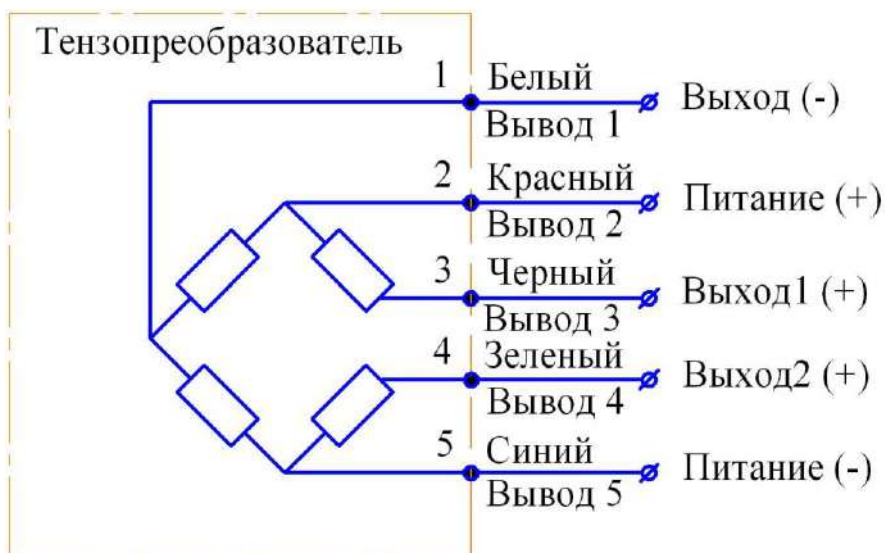 Тензопреобразователь
1 Белый
Вывод 1
Выход (-)
2 Красный
Вывод 2
Питание (+)
3 Черный
Вывод 3
Выход1 (+)
4 Зеленый
Вывод 4
Выход2 (+)
5 Синий
Вывод 5
Питание (-)